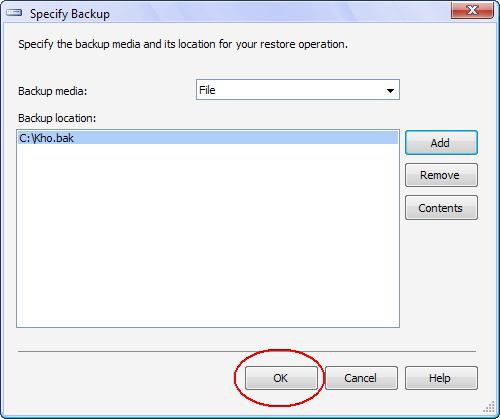 Specify Backup
Specify the backup media and its location for your restore operation.
Backup media:
File
Backup location:
C:\Kho.bak
Add
Remove
Contents
OK
Cancel
Help